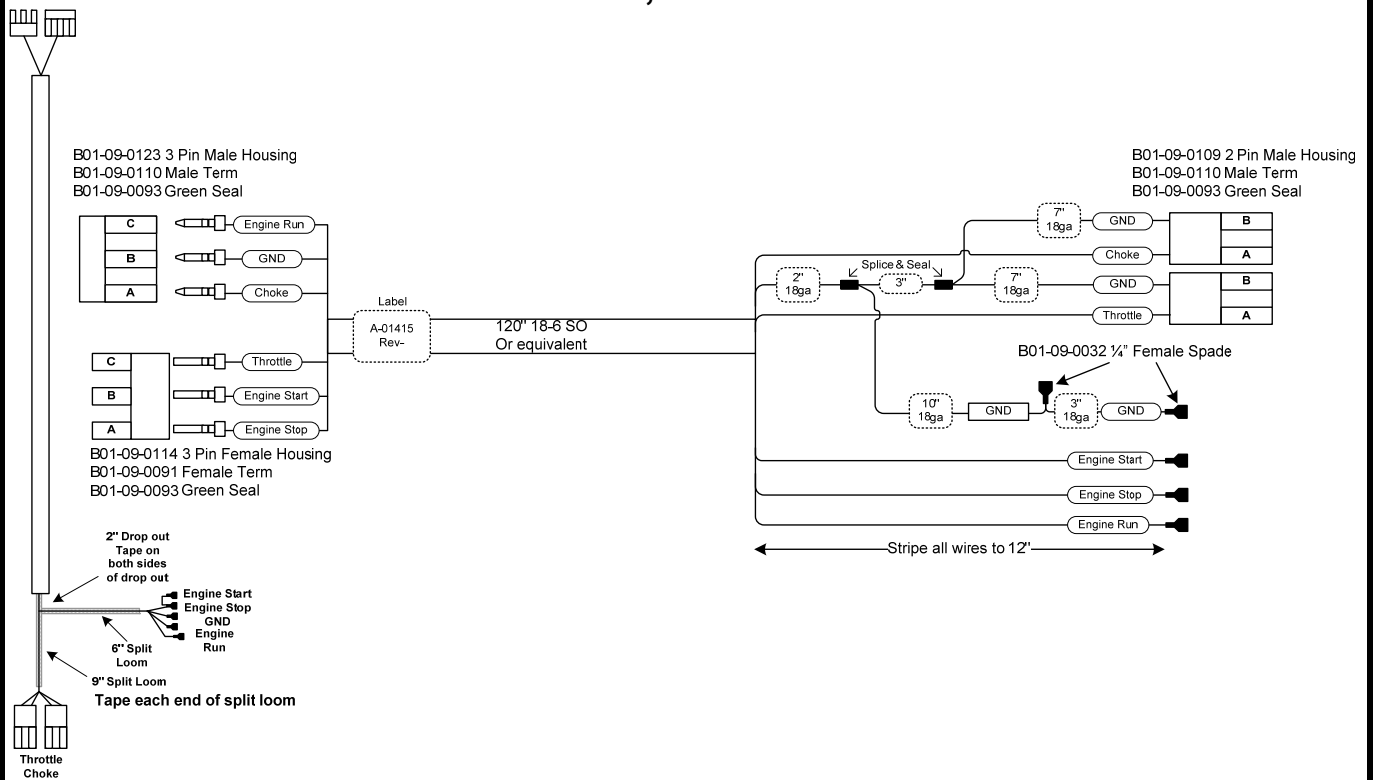 B01-09-0123 3 Pin Male Housing
B01-09-0110 Male Term
B01-09-0093 Green Seal
C
Engine Run
B
GND
A
Choke
C
Throttle
B
Engine Start
A
Engine Stop
B01-09-0114 3 Pin Female Housing
B01-09-0091 Female Term
B01-09-0093 Green Seal
Label
A-01415
Rev-
120" 18-6 SO
Or equivalent
B01-09-0109 2 Pin Male Housing
B01-09-0110 Male Term
B01-09-0093 Green Seal
7"
18ga
GND
B
Choke
A
Splice & Seal
2"
18ga
3"
7"
18ga
GND
B
Throttle
A
B01-09-0032 ¼" Female Spade
10"
18ga
GND
3"
18ga
GND
Engine Start
Engine Stop
Engine Run
Stripe all wires to 12"
2" Drop out
Tape on
both sides
of drop out
Engine Start
Engine Stop
GND
Engine
Run
6" Split
Loom
9" Split Loom
Tape each end of split loom
Throttle
Choke